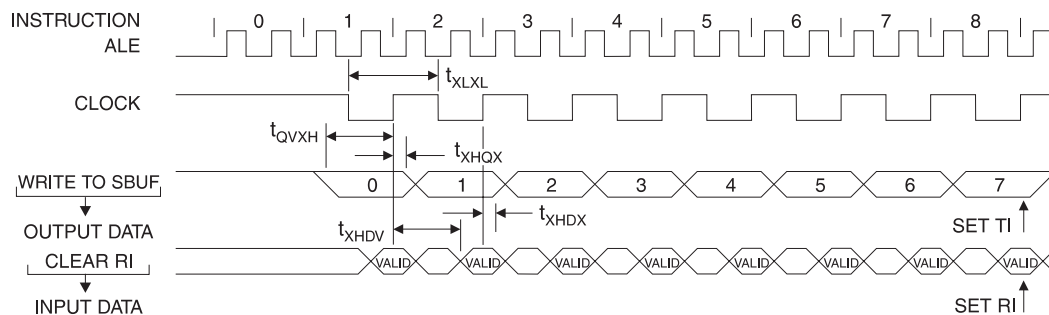 INSTRUCTION 0 1 2 3 4 5 6 7 8
ALE
tXLXL
CLOCK
tQVXH
tXHQX
WRITE TO SBUF 0 1 2 3 4 5 6 7
tXHDX
OUTPUT DATA SET TI
tXHDV
CLEAR RI VALID VALID VALID VALID VALID VALID VALID VALID
INPUT DATA SET RI